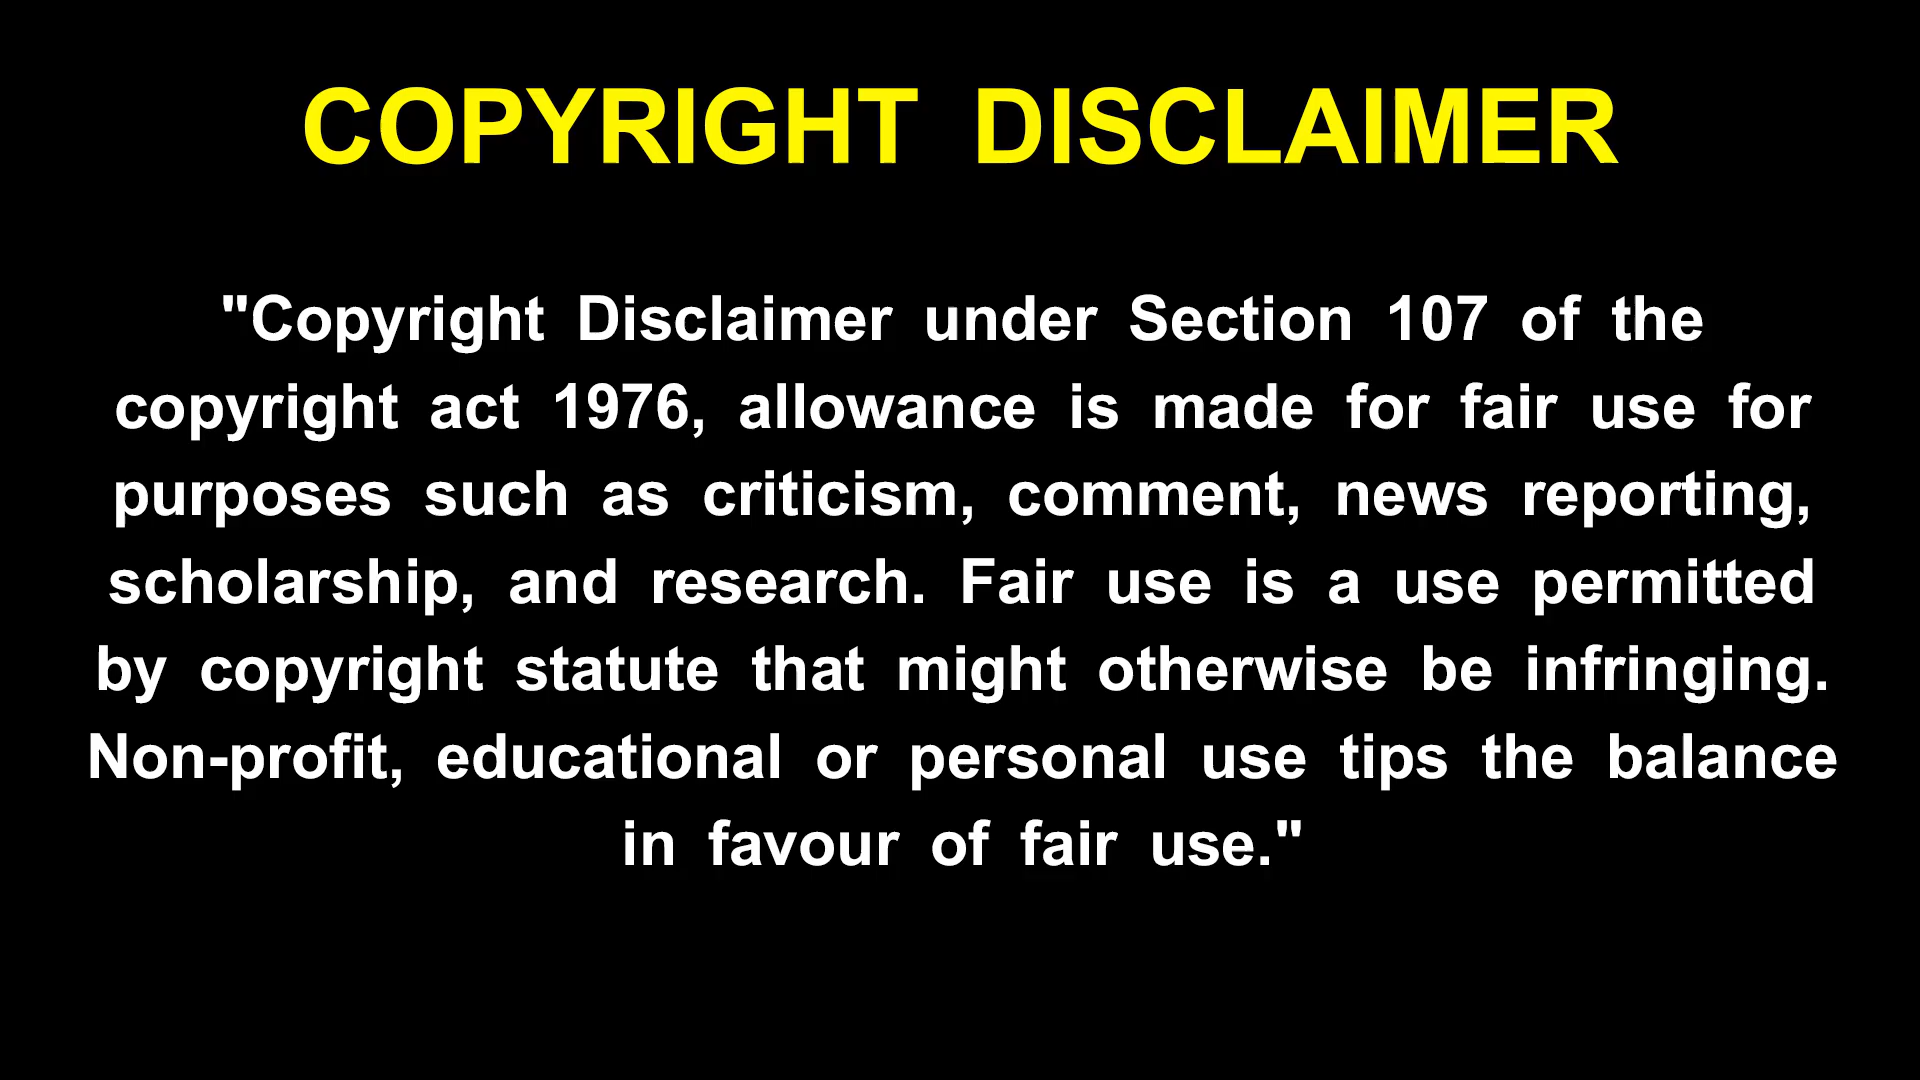 COPYRIGHT DISCLAIMER
"Copyright Disclaimer under Section 107 of the
copyright act 1976, allowance is made for fair use for
purposes such as criticism, comment, news reporting,
scholarship, and research. Fair use is a use permitted
by copyright statute that might otherwise be infringing.
Non-profit, educational or personal use tips the balance
in favour of fair use."